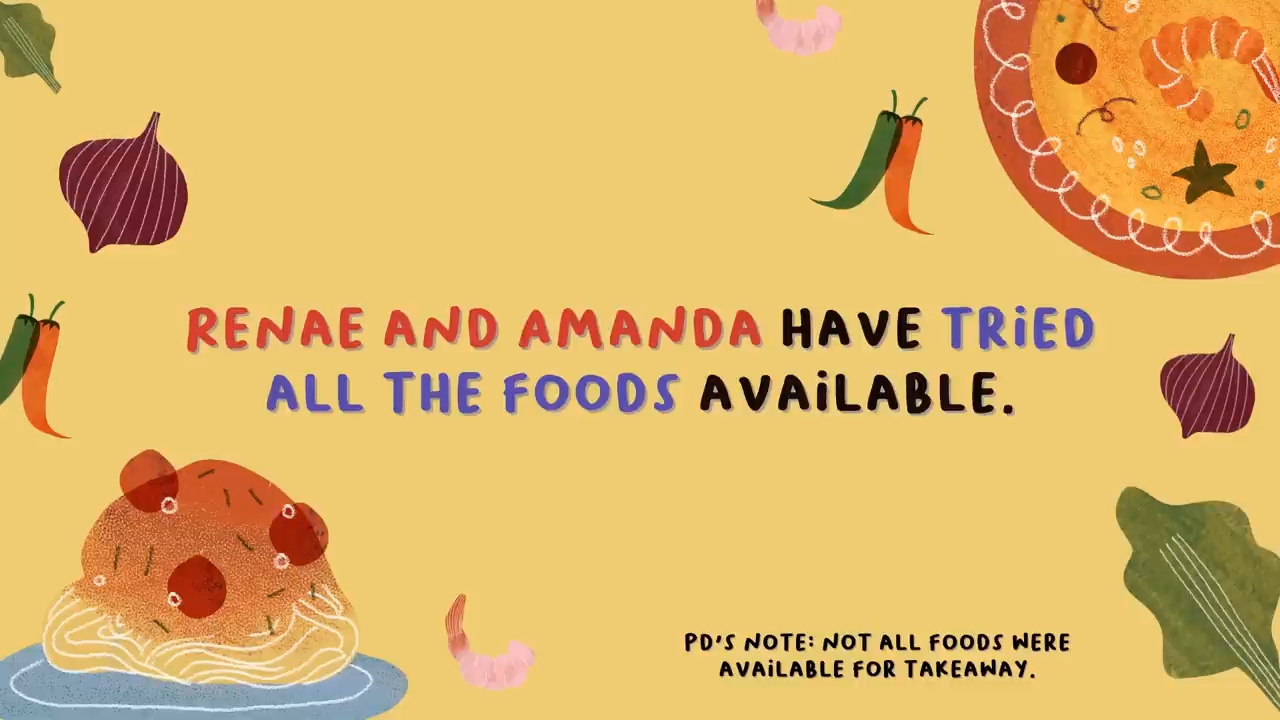 RENAE AND AMANDA HAVE TRiED
ALL THE FOODS AVAiLABLE.
PD'S NOTE: NOT ALL FOODS WERE
AVAiLABLE FOR TAKEAWAY.